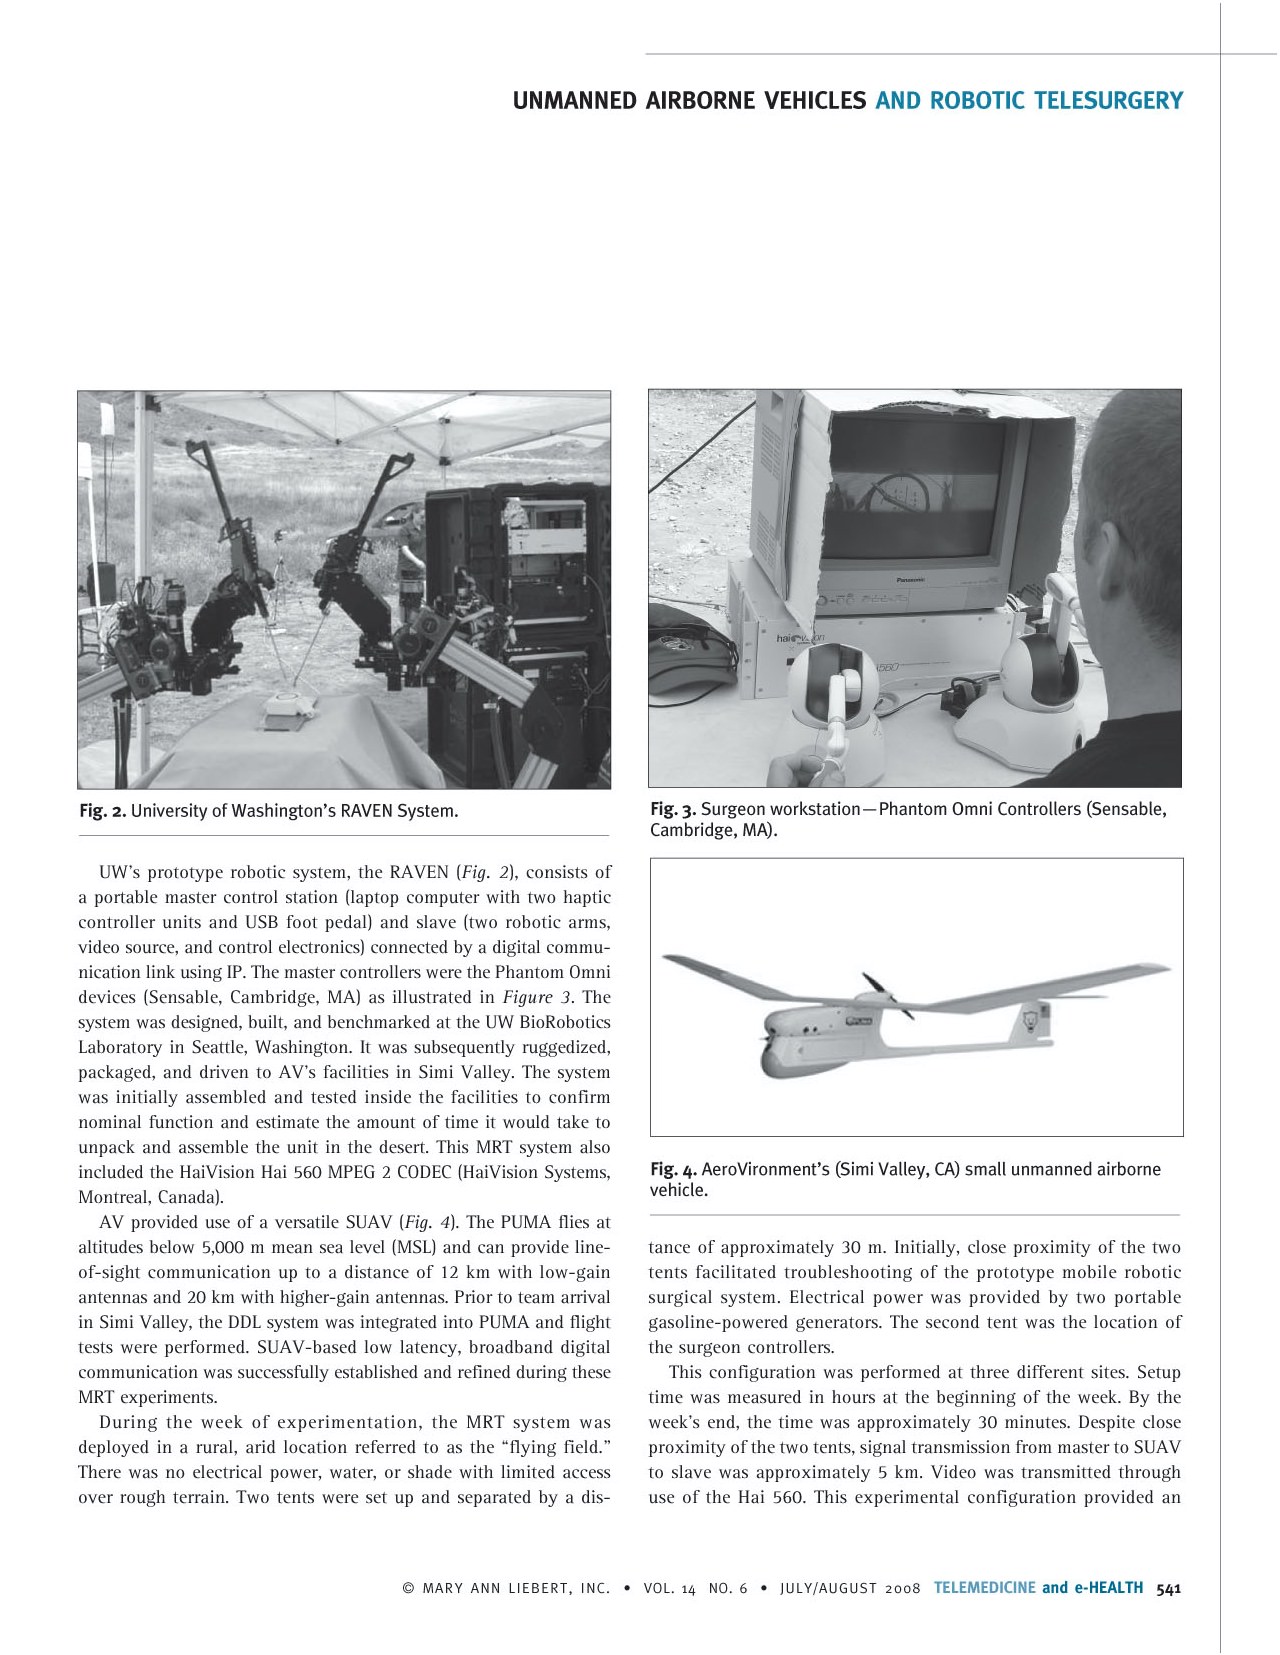 UNMANNED AIRBORNE VEHICLES AND ROBOTIC TELESURGERY
Panasonic
hai
560
Fig. 2. University of Washington’s RAVEN System.
Fig. 3. Surgeon workstation—Phantom Omni Controllers (Sensable,
Cambridge, MA).
UW’s prototype robotic system, the RAVEN (Fig. 2), consists of
a portable master control station (laptop computer with two haptic
controller units and USB foot pedal) and slave (two robotic arms,
video source, and control electronics) connected by a digital commu-
nication link using IP. The master controllers were the Phantom Omni
devices (Sensable, Cambridge, MA) as illustrated in Figure 3. The
system was designed, built, and benchmarked at the UW BioRobotics
Laboratory in Seattle, Washington. It was subsequently ruggedized,
packaged, and driven to AV’s facilities in Simi Valley. The system
was initially assembled and tested inside the facilities to confirm
nominal function and estimate the amount of time it would take to
unpack and assemble the unit in the desert. This MRT system also
included the HaiVision Hai 560 MPEG 2 CODEC (HaiVision Systems,
Montreal, Canada).
AV provided use of a versatile SUAV (Fig. 4). The PUMA flies at
altitudes below 5,000 m mean sea level (MSL) and can provide line-
of-sight communication up to a distance of 12 km with low-gain
antennas and 20 km with higher-gain antennas. Prior to team arrival
in Simi Valley, the DDL system was integrated into PUMA and flight
tests were performed. SUAV-based low latency, broadband digital
communication was successfully established and refined during these
MRT experiments.
During the week of experimentation, the MRT system was
deployed in a rural, arid location referred to as the “flying field.”
There was no electrical power, water, or shade with limited access
over rough terrain. Two tents were set up and separated by a dis-
Fig. 4. AeroVironment’s (Simi Valley, CA) small unmanned airborne
vehicle.
tance of approximately 30 m. Initially, close proximity of the two
tents facilitated troubleshooting of the prototype mobile robotic
surgical system. Electrical power was provided by two portable
gasoline-powered generators. The second tent was the location of
the surgeon controllers.
This configuration was performed at three different sites. Setup
time was measured in hours at the beginning of the week. By the
week’s end, the time was approximately 30 minutes. Despite close
proximity of the two tents, signal transmission from master to SUAV
to slave was approximately 5 km. Video was transmitted through
use of the Hai 560. This experimental configuration provided an
© MARY ANN LIEBERT, INC. • VOL. 14 NO. 6 • JULY/AUGUST 2008 TELEMEDICINE and e-HEALTH 541